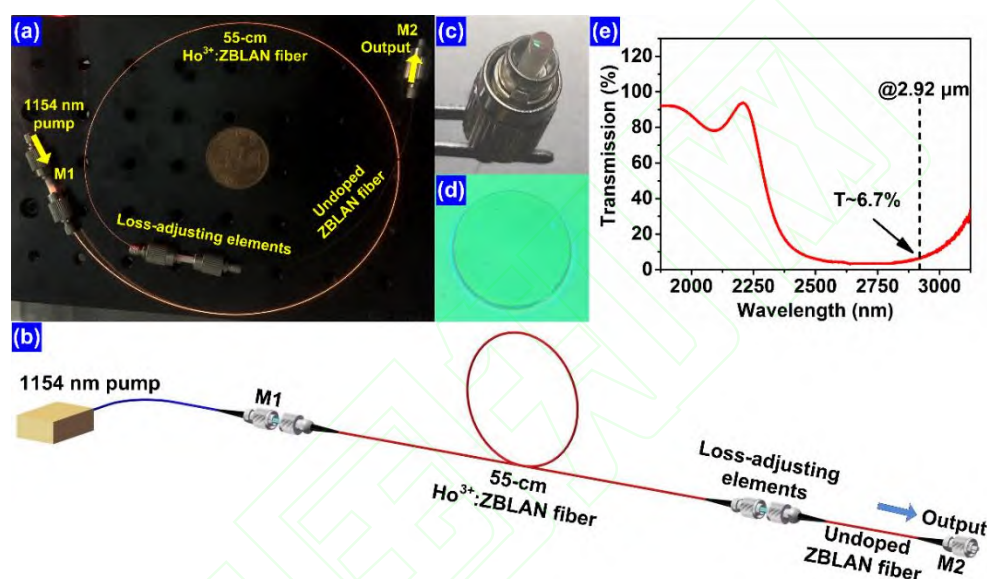 (a)
55-cm
Ho³⁺:ZBLAN fiber
M2
Output
1154 nm
pump
M1
Undoped
ZBLAN fiber
Loss-adjusting elements
(c)
(d)
(e)
120
100
80
60
40
20
0
Transmission (%)
@2.92 µm
T~6.7%
2000
2250
2500
2750
3000
Wavelength (nm)
(b)
1154 nm pump
M1
55-cm
Ho³⁺:ZBLAN fiber
Loss-adjusting
elements
Output
Undoped
ZBLAN fiber
M2